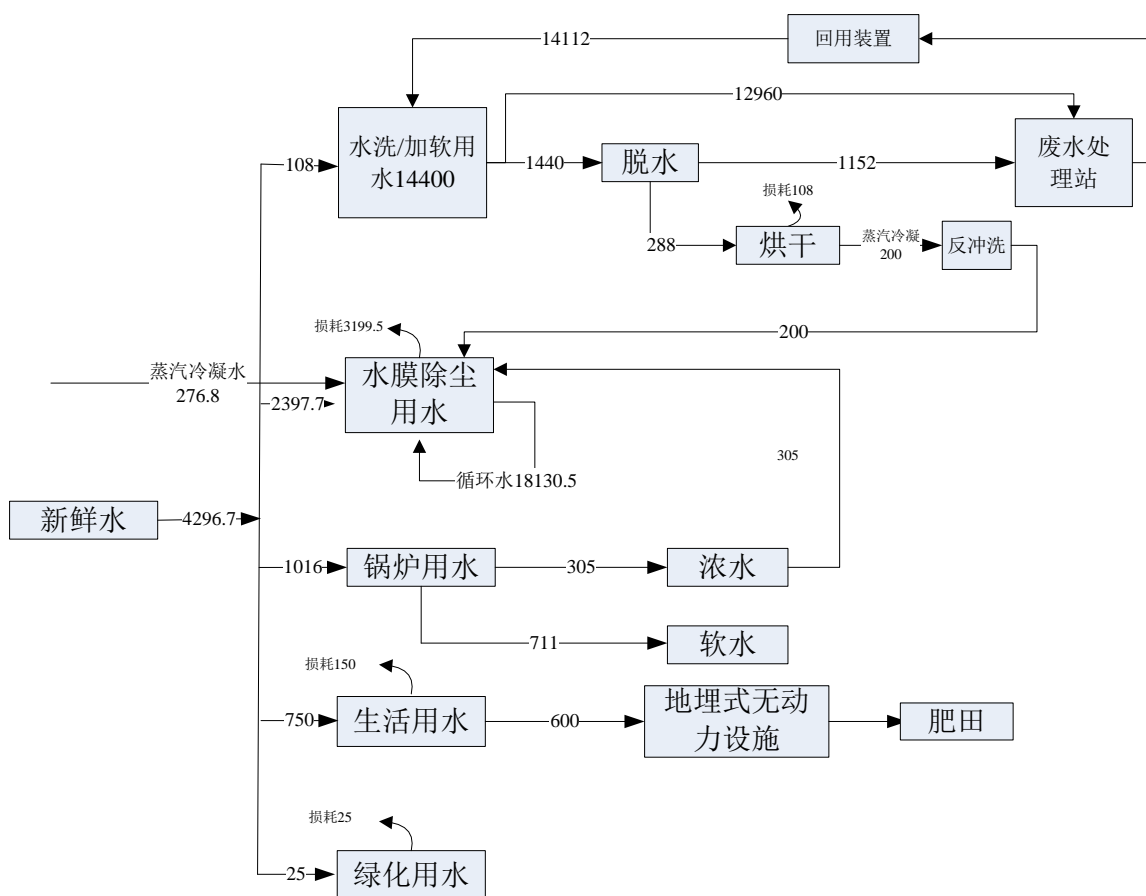 14112
回用装置
12960
水洗/加软用
水14400
108
1440
脱水
1152
废水处
理站
损耗108
288
烘干
蒸汽冷凝
200
反冲洗
损耗3199.5
200
蒸汽冷凝水
276.8
水膜除尘
用水
2397.7
循环水18130.5
305
新鲜水
4296.7
1016
锅炉用水
305
浓水
711
软水
损耗150
750
生活用水
600
地埋式无动
力设施
肥田
损耗25
25
绿化用水